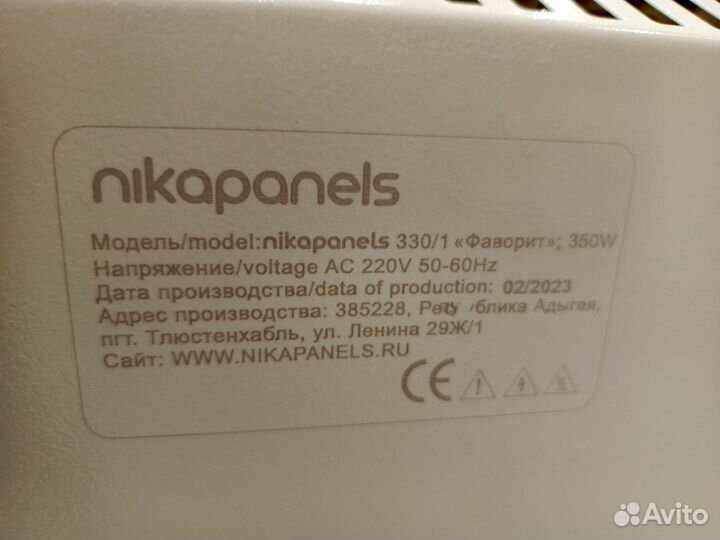 nikapanels
Модель/model:nikapanels 330/1 «Фаворит»; 350W
Напряжение/voltage AC 220V 50-60Hz
Дата производства/data of production: 02/2023
Адрес производства: 385228, Адыгея,
пгт. Тлюстенхабль, ул. Ленина 29Ж/1
Сайт: WWW.NIKAPANELS.RU
CE
Avito